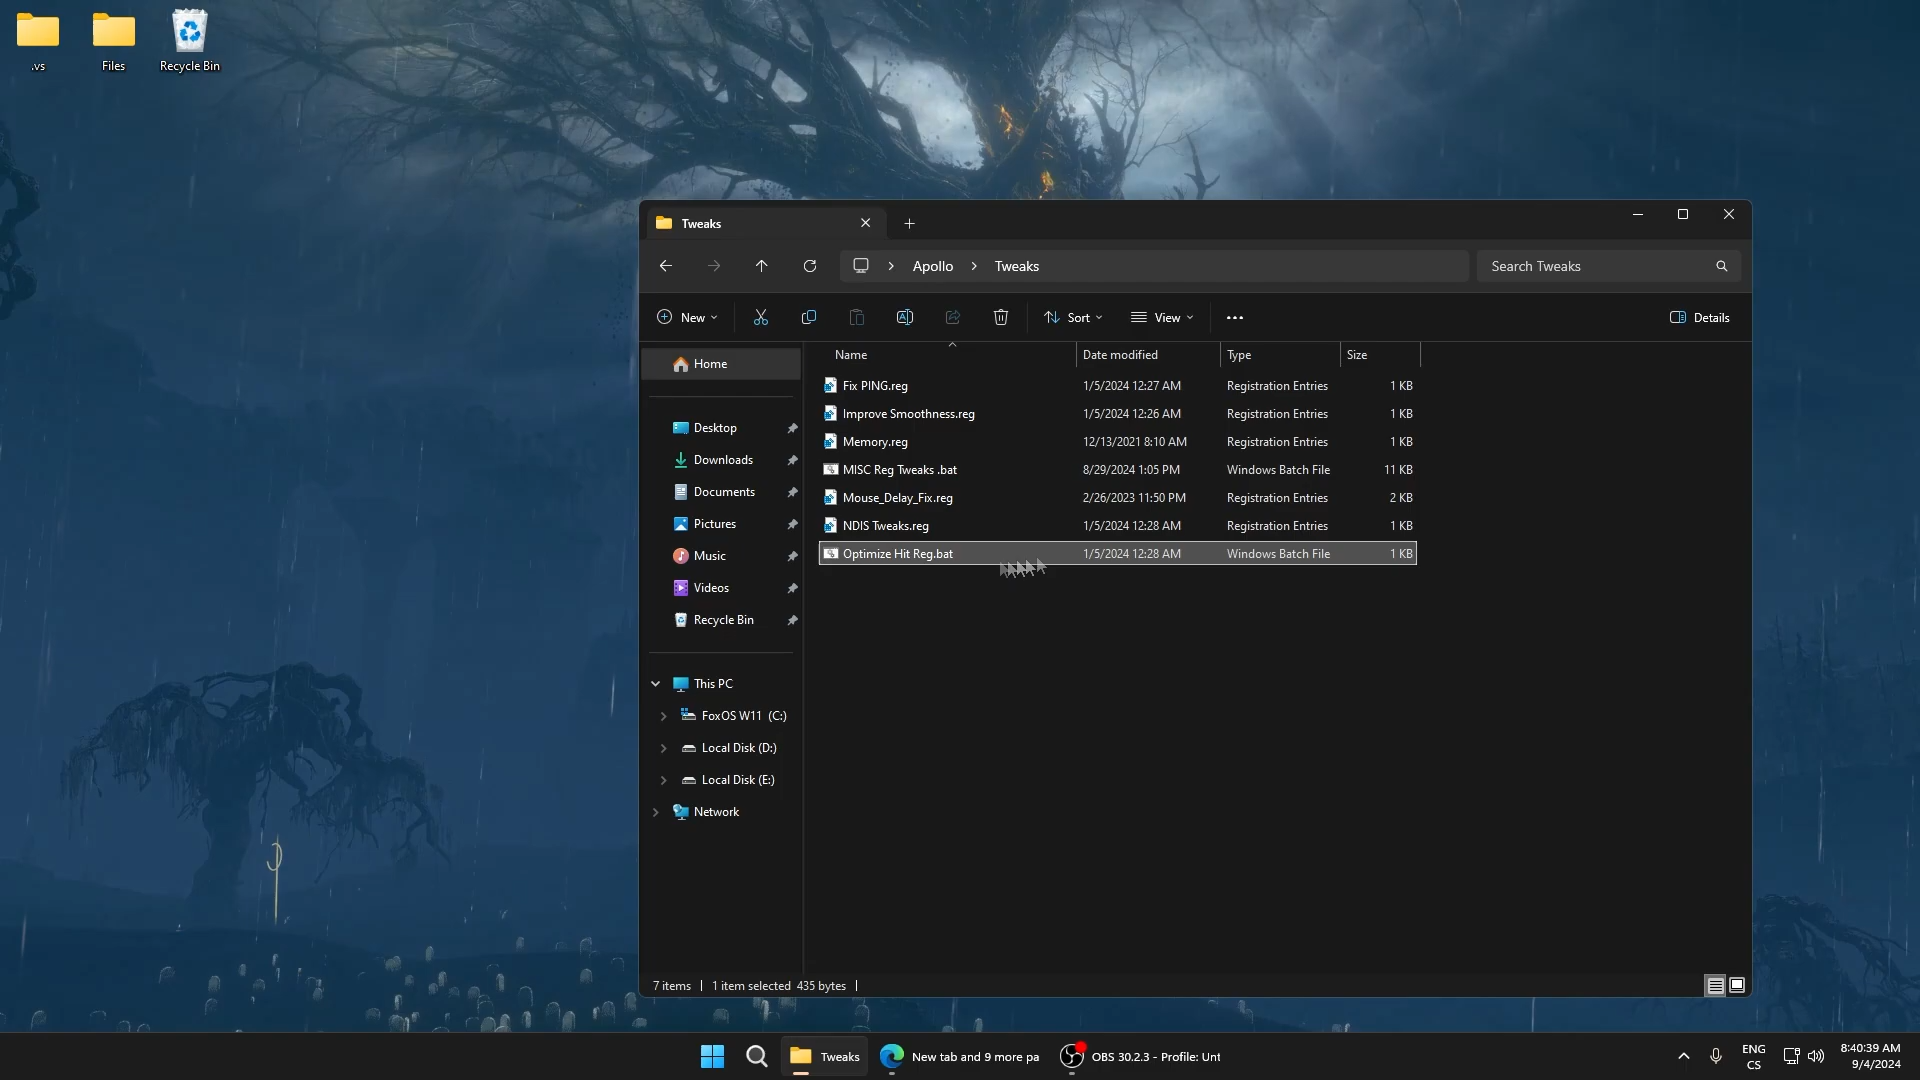 .vs
Files
Recycle Bin
Tweaks
Apollo
Tweaks
Search Tweaks
New
Sort
View
Details
Name
Date modified
Type
Size
Home
Desktop
Downloads
Documents
Pictures
Music
Videos
Recycle Bin
This PC
FoxOS W11 (C:)
Local Disk (D:)
Local Disk (E:)
Network
Fix PING.reg 1/5/2024 12:27 AM Registration Entries 1 KB
Improve Smoothness.reg 1/5/2024 12:26 AM Registration Entries 1 KB
Memory.reg 12/13/2021 8:10 AM Registration Entries 1 KB
MISC Reg Tweaks .bat 8/29/2024 1:05 PM Windows Batch File 11 KB
Mouse_Delay_Fix.reg 2/26/2023 11:50 PM Registration Entries 2 KB
NDIS Tweaks.reg 1/5/2024 12:28 AM Registration Entries 1 KB
Optimize Hit Reg.bat 1/5/2024 12:28 AM Windows Batch File 1 KB
7 items
1 item selected 435 bytes
Tweaks
New tab and 9 more pa
OBS 30.2.3 - Profile: Unt
ENG
CS
8:40:39 AM
9/4/2024